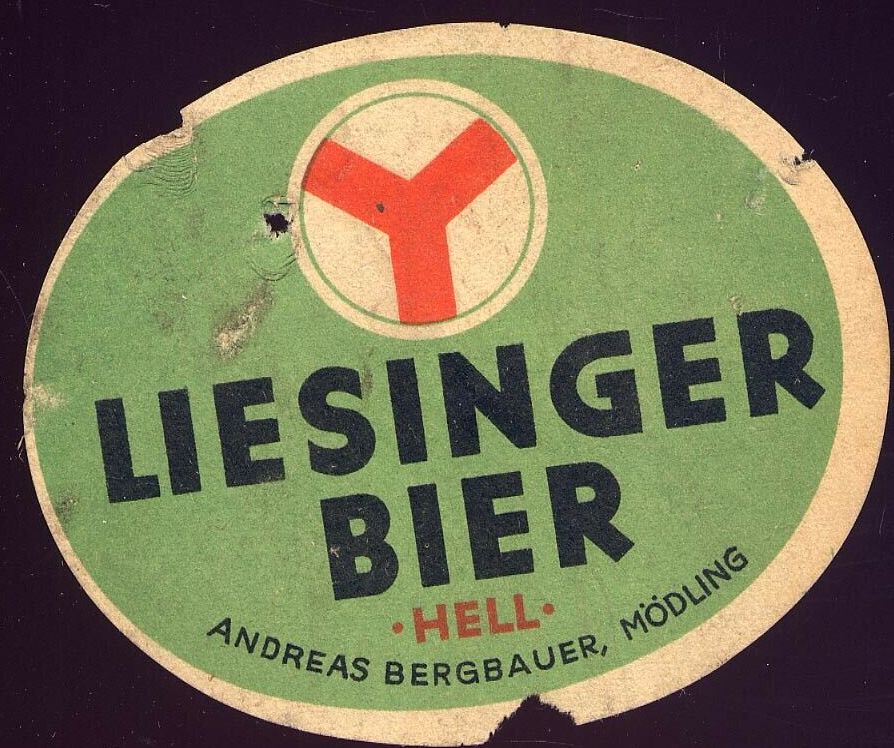 LIESINGER
BIER
·HELL·
ANDREAS BERGBAUER, MÖDLING